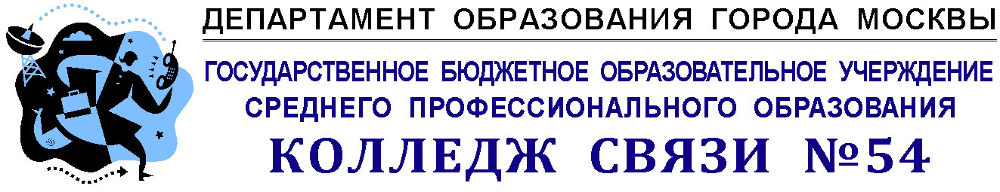 ДЕПАРТАМЕНТ ОБРАЗОВАНИЯ ГОРОДА МОСКВЫ
ГОСУДАРСТВЕННОЕ БЮДЖЕТНОЕ ОБРАЗОВАТЕЛЬНОЕ УЧЕРЖДЕНИЕ
СРЕДНЕГО ПРОФЕССИОНАЛЬНОГО ОБРАЗОВАНИЯ
КОЛЛЕДЖ СВЯЗИ №54